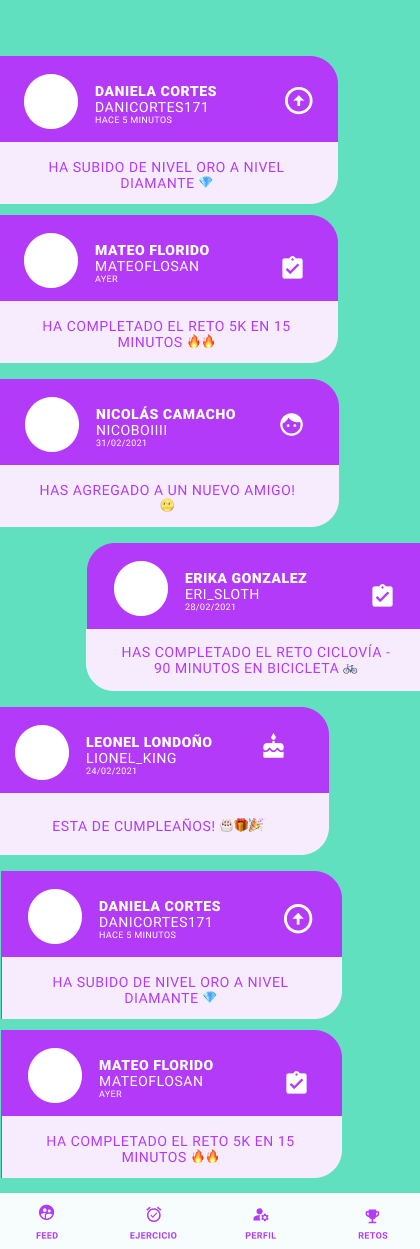 DANIELA CORTES
DANICORTES171
HACE 5 MINUTOS
HA SUBIDO DE NIVEL ORO A NIVEL
DIAMANTE 💎
MATEO FLORIDO
MATEOFLOSAN
AYER
HA COMPLETADO EL RETO 5K EN 15
MINUTOS 🔥🔥
NICOLÁS CAMACHO
NICOBOIIII
31/02/2021
HAS AGREGADO A UN NUEVO AMIGO!
ERIKA GONZALEZ
ERI_SLOTH
28/02/2021
HAS COMPLETADO EL RETO CICLOVÍA -
90 MINUTOS EN BICICLETA 🚲
LEONEL LONDOÑO
LIONEL_KING
24/02/2021
ESTA DE CUMPLEAÑOS! 🎂🎁🎉
DANIELA CORTES
DANICORTES171
HACE 5 MINUTOS
HA SUBIDO DE NIVEL ORO A NIVEL
DIAMANTE 💎
MATEO FLORIDO
MATEOFLOSAN
AYER
HA COMPLETADO EL RETO 5K EN 15
MINUTOS 🔥🔥
FEED EJERCICIO PERFIL RETOS